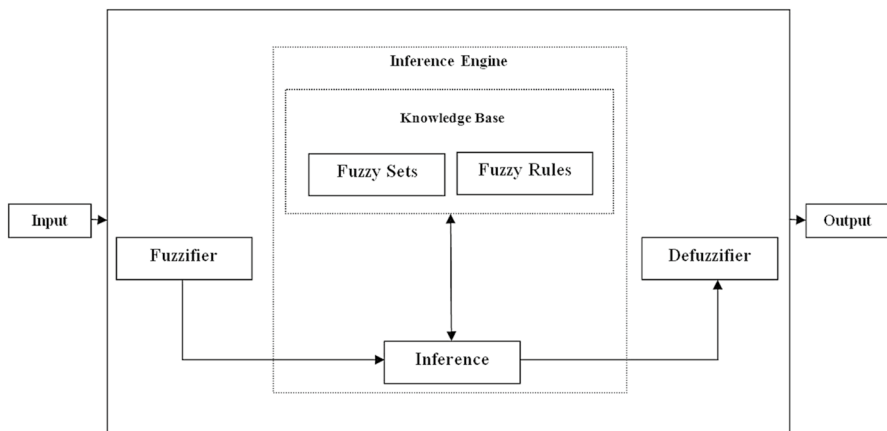 Inference Engine
Knowledge Base
Fuzzy Sets
Fuzzy Rules
Input
Output
Fuzzifier
Defuzzifier
Inference